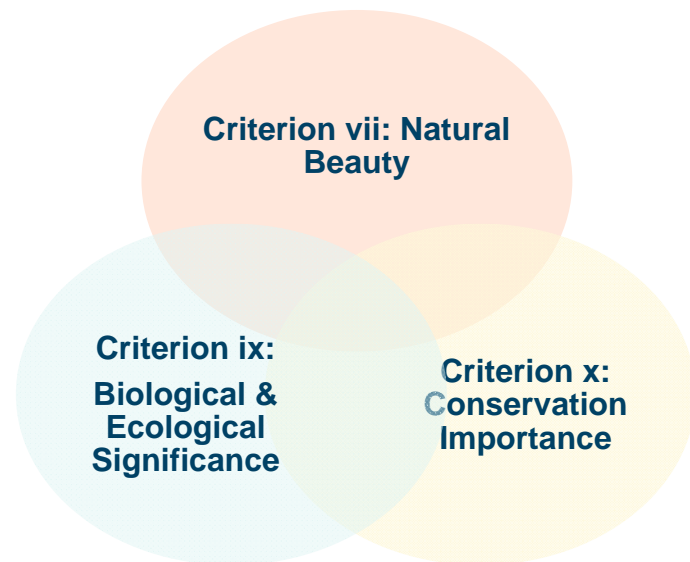 Criterion vii: Natural
Beauty
Criterion ix:
Biological &
Ecological
Significance
Criterion x:
Conservation
Importance